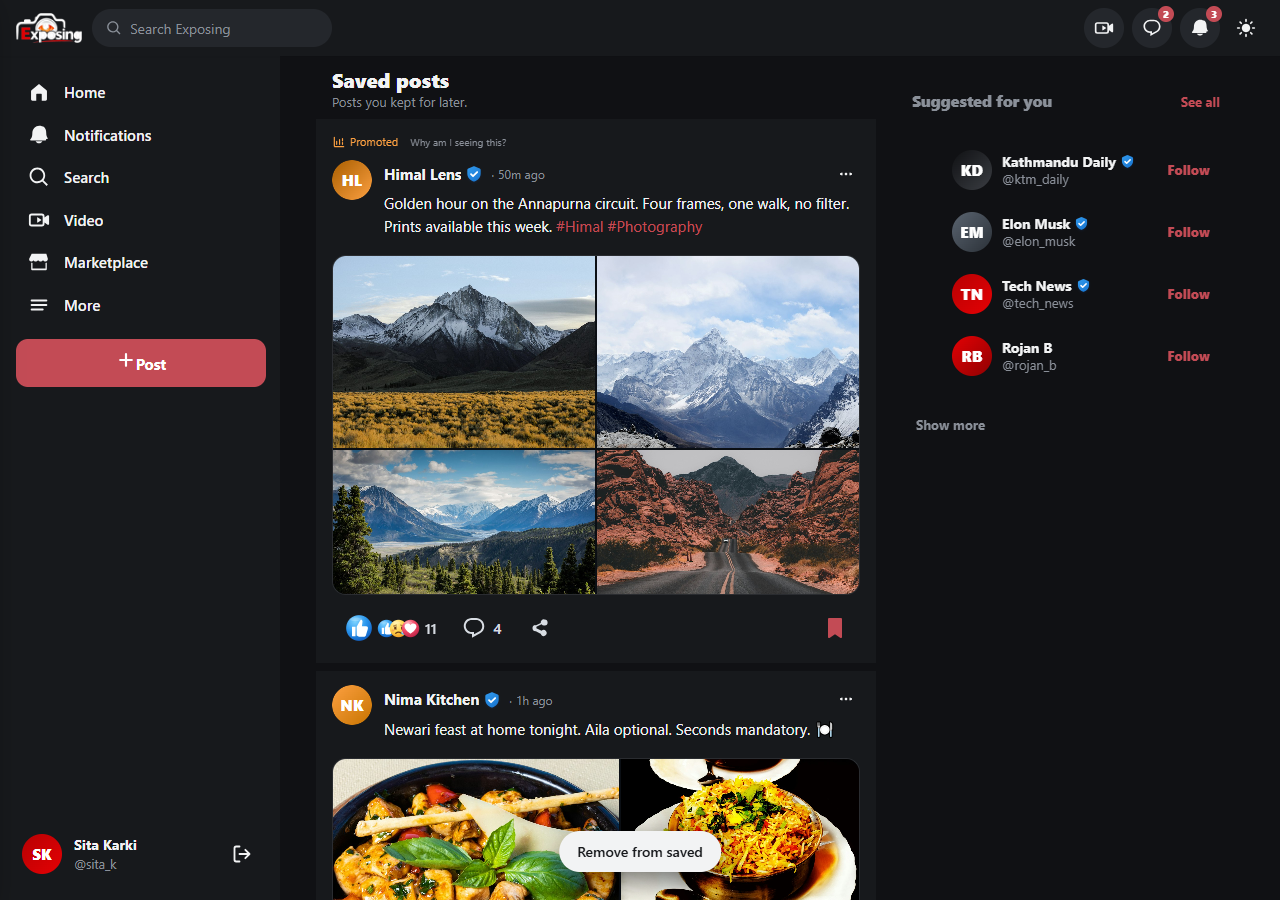 Exposing
Search Exposing
2
3
Home
Notifications
Search
Video
Marketplace
More
Post
SK
Sita Karki
@sita_k
Saved posts
Posts you kept for later.
Promoted Why am I seeing this?
HL
Himal Lens · 50m ago
Golden hour on the Annapurna circuit. Four frames, one walk, no filter.
Prints available this week. #Himal #Photography
11
4
NK
Nima Kitchen · 1h ago
Newari feast at home tonight. Aila optional. Seconds mandatory. 🍽️
Remove from saved
Suggested for you
See all
KD
Kathmandu Daily
@ktm_daily
Follow
EM
Elon Musk
@elon_musk
Follow
TN
Tech News
@tech_news
Follow
RB
Rojan B
@rojan_b
Follow
Show more